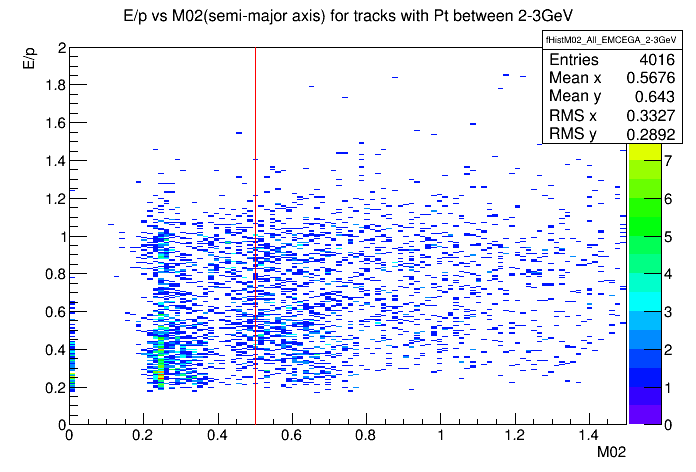 E/p vs M02(semi-major axis) for tracks with Pt between 2-3GeV
fHistM02_All_EMCEGA_2-3GeV
Entries 4016
Mean x 0.5676
Mean y 0.643
RMS x 0.3327
RMS y 0.2892
E/p
2
1.8
1.6
1.4
1.2
1
0.8
0.6
0.4
0.2
0
0 0.2 0.4 0.6 0.8 1 1.2 1.4
M02
7
6
5
4
3
2
1
0